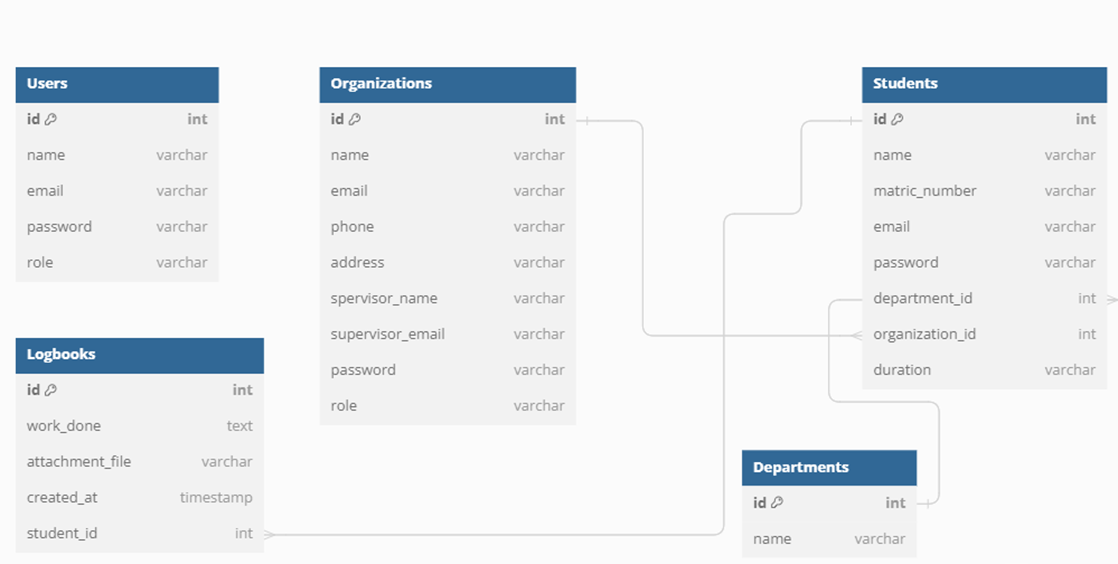 Users
id int
name varchar
email varchar
password varchar
role varchar
Organizations
id int
name varchar
email varchar
phone varchar
address varchar
spervisor_name varchar
supervisor_email varchar
password varchar
role varchar
Students
id int
name varchar
matric_number varchar
email varchar
password varchar
department_id int
organization_id int
duration varchar
Logbooks
id int
work_done text
attachment_file varchar
created_at timestamp
student_id int
Departments
id int
name varchar